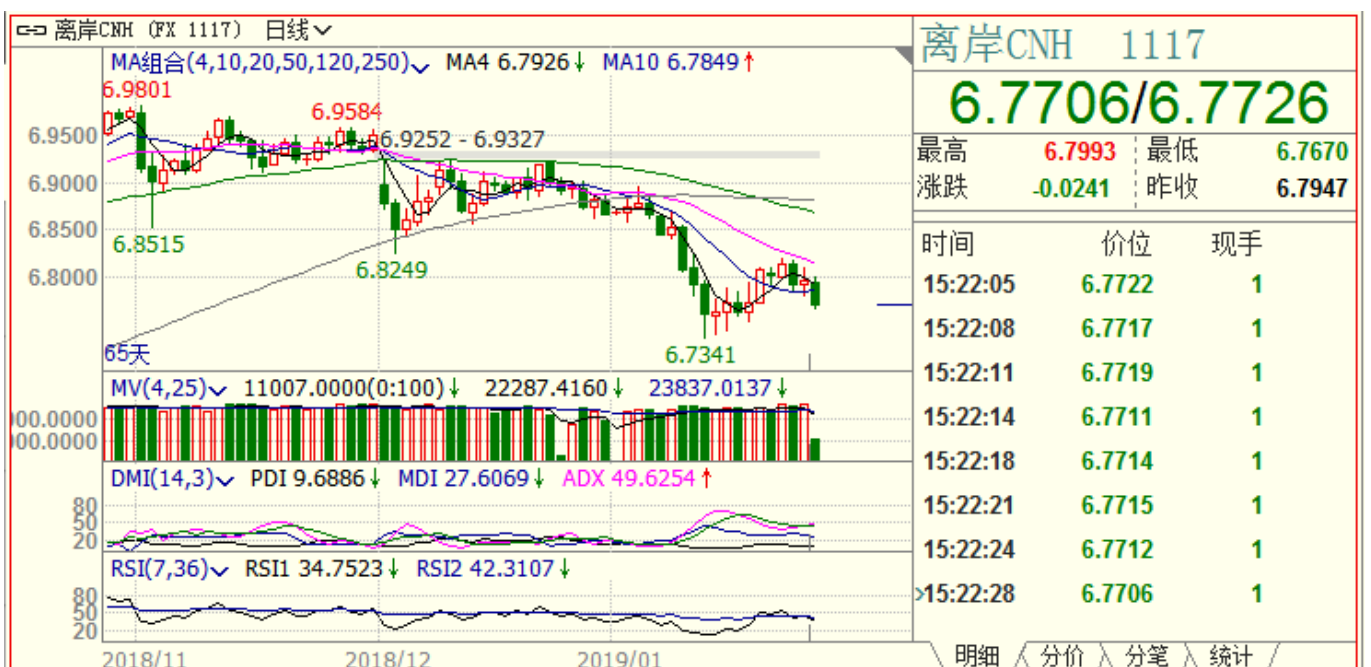 离岸CNH (FX 1117) 日线
MA组合(4,10,20,50,120,250) MA4 6.7926↓ MA10 6.7849↑
6.9801
6.9584
6.9500
6.9252 - 6.9327
6.9000
6.8500
6.8515
6.8249
6.8000
65天
6.7341
MV(4,25) 11007.0000(0:100)↓ 22287.4160↓ 23837.0137↓
000.0000
000.0000
DMI(14,3) PDI 9.6886↓ MDI 27.6069↓ ADX 49.6254↑
80
50
20
RSI(7,36) RSI1 34.7523↓ RSI2 42.3107↓
80
50
20
2018/11 2018/12 2019/01
离岸CNH 1117
6.7706/6.7726
最高 6.7993 最低 6.7670
涨跌 -0.0241 昨收 6.7947
时间 价位 现手
15:22:05 6.7722 1
15:22:08 6.7717 1
15:22:11 6.7719 1
15:22:14 6.7711 1
15:22:18 6.7714 1
15:22:21 6.7715 1
15:22:24 6.7712 1
15:22:28 6.7706 1
明细 分价 分笔 统计